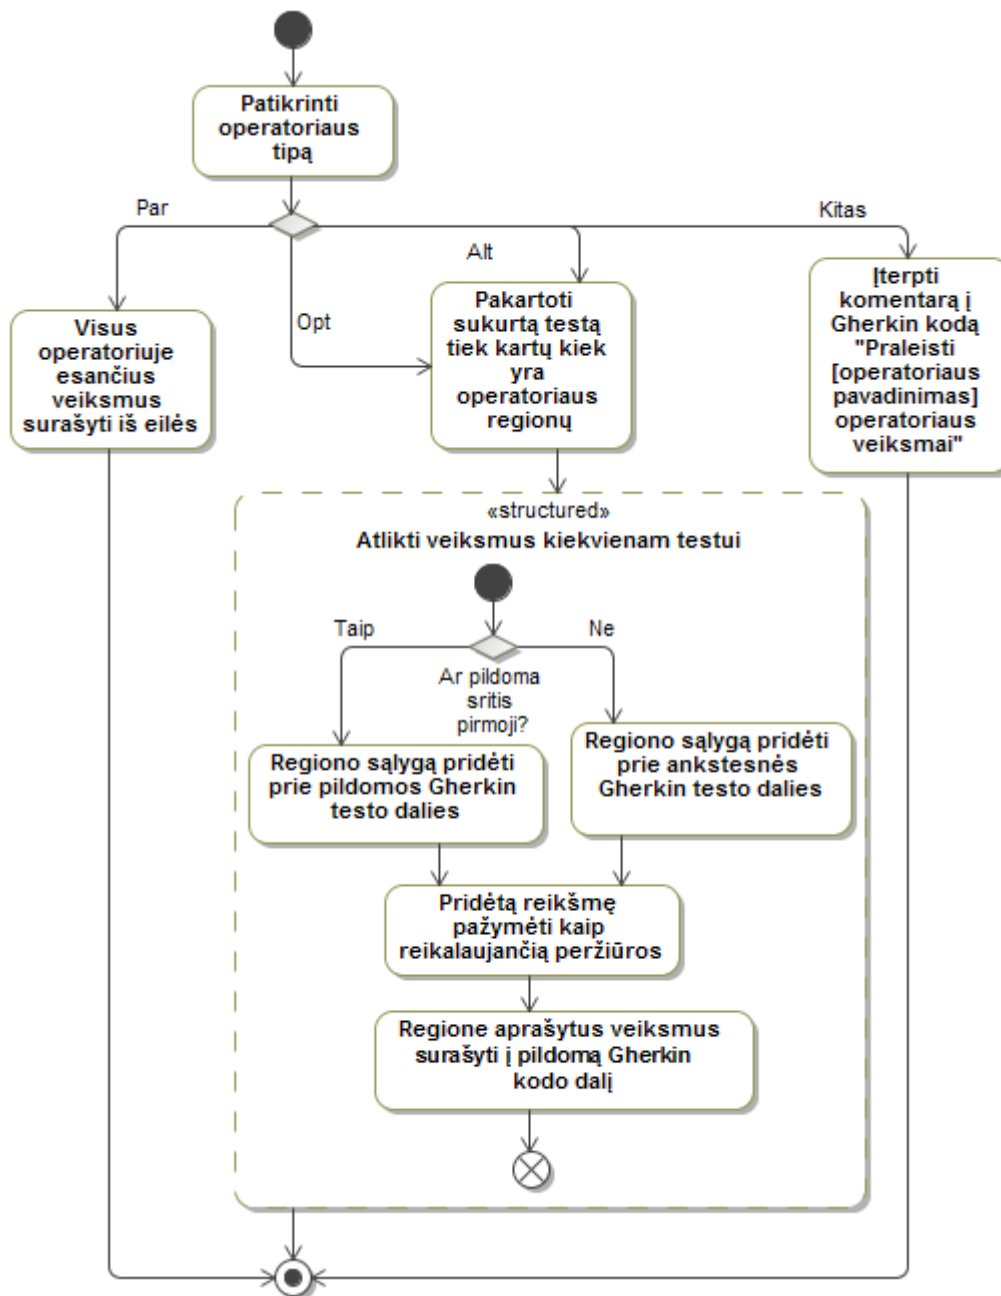 Patikrinti
operatoriaus
tipą
Par
Kitas
Alt
Opt
Visus
operatoriuje
esančius
veiksmus
surašyti iš eilės
Pakartoti
sukurtą testą
tiek kartų kiek
yra
operatoriaus
regionų
Įterpti
komentarą į
Gherkin kodą
"Praleisti
[operatoriaus
pavadinimas]
operatoriaus
veiksmai"
«structured»
Atlikti veiksmus kiekvienam testui
Taip
Ne
Ar pildoma
sritis
pirmoji?
Regiono sąlygą pridėti
prie pildomos Gherkin
testo dalies
Regiono sąlygą pridėti
prie ankstesnės
Gherkin testo dalies
Pridėtą reikšmę
pažymėti kaip
reikalaujančią peržiūros
Regione aprašytus veiksmus
surašyti į pildomą Gherkin
kodo dalį